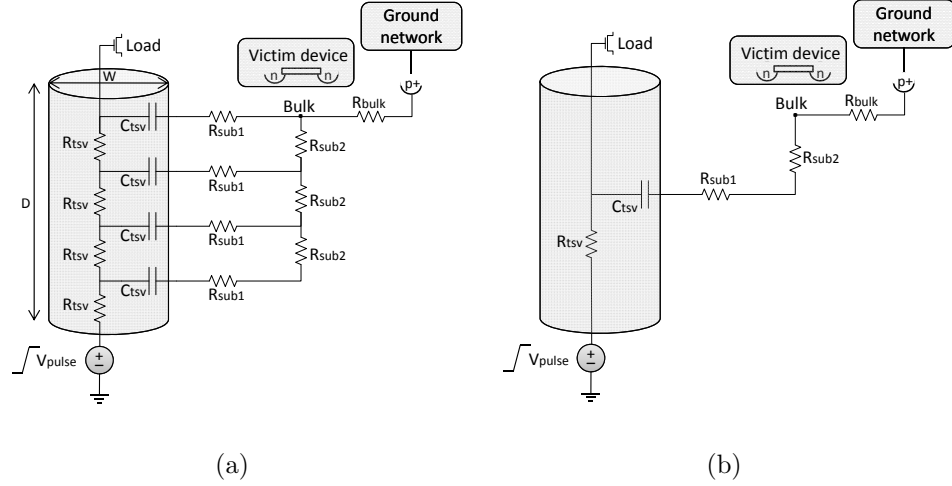 Ground
network
Load
Victim device
n n
p+
W
Bulk
Rbulk
Ctsv
Rsub1
Rtsv
Rsub2
Ctsv
Rsub1
D
Rtsv
Rsub2
Ctsv
Rsub1
Rtsv
Rsub2
Ctsv
Rsub1
Rtsv
Vpulse
+
−
(a)
Ground
network
Load
Victim device
n n
p+
Bulk
Rbulk
Rsub2
Rsub1
Ctsv
Rtsv
Vpulse
+
−
(b)